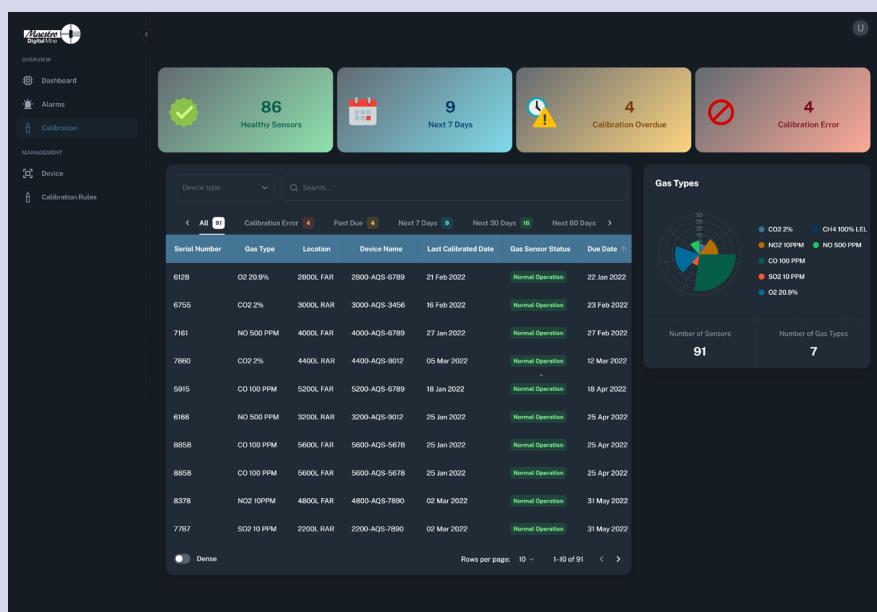 Maestro
Digital Mine
U
OVERVIEW
Dashboard
Alarms
Calibration
MANAGEMENT
Device
Calibration Rules
86
Healthy Sensors
9
Next 7 Days
4
Calibration Overdue
4
Calibration Error
Device type
Search...
All 91 Calibration Error 4 Past Due 4 Next 7 Days 9 Next 30 Days 16 Next 60 Days
Serial Number Gas Type Location Device Name Last Calibrated Date Gas Sensor Status Due Date
6128 O2 20.9% 2800L FAR 2800-AQS-6789 21 Feb 2022 Normal Operation 22 Jan 2022
6755 CO2 2% 3000L RAR 3000-AQS-3456 16 Feb 2022 Normal Operation 23 Feb 2022
7161 NO 500 PPM 4000L FAR 4000-AQS-6789 27 Jan 2022 Normal Operation 27 Feb 2022
7860 CO2 2% 4400L RAR 4400-AQS-9012 05 Mar 2022 Normal Operation 12 Mar 2022
5915 CO 100 PPM 5200L FAR 5200-AQS-6789 18 Jan 2022 Normal Operation 18 Apr 2022
6166 NO 500 PPM 3200L RAR 3200-AQS-9012 25 Jan 2022 Normal Operation 25 Apr 2022
8858 CO 100 PPM 5600L FAR 5600-AQS-5678 25 Jan 2022 Normal Operation 25 Apr 2022
8858 CO 100 PPM 5600L FAR 5600-AQS-5678 25 Jan 2022 Normal Operation 25 Apr 2022
8378 NO2 10PPM 4800L FAR 4800-AQS-7890 02 Mar 2022 Normal Operation 31 May 2022
7787 SO2 10 PPM 2200L RAR 2200-AQS-7890 02 Mar 2022 Normal Operation 31 May 2022
Dense
Rows per page: 10 1–10 of 91
Gas Types
30
25
20
CO2 2% CH4 100% LEL
NO2 10PPM NO 500 PPM
CO 100 PPM
SO2 10 PPM
O2 20.9%
Number of Sensors
91
Number of Gas Types
7